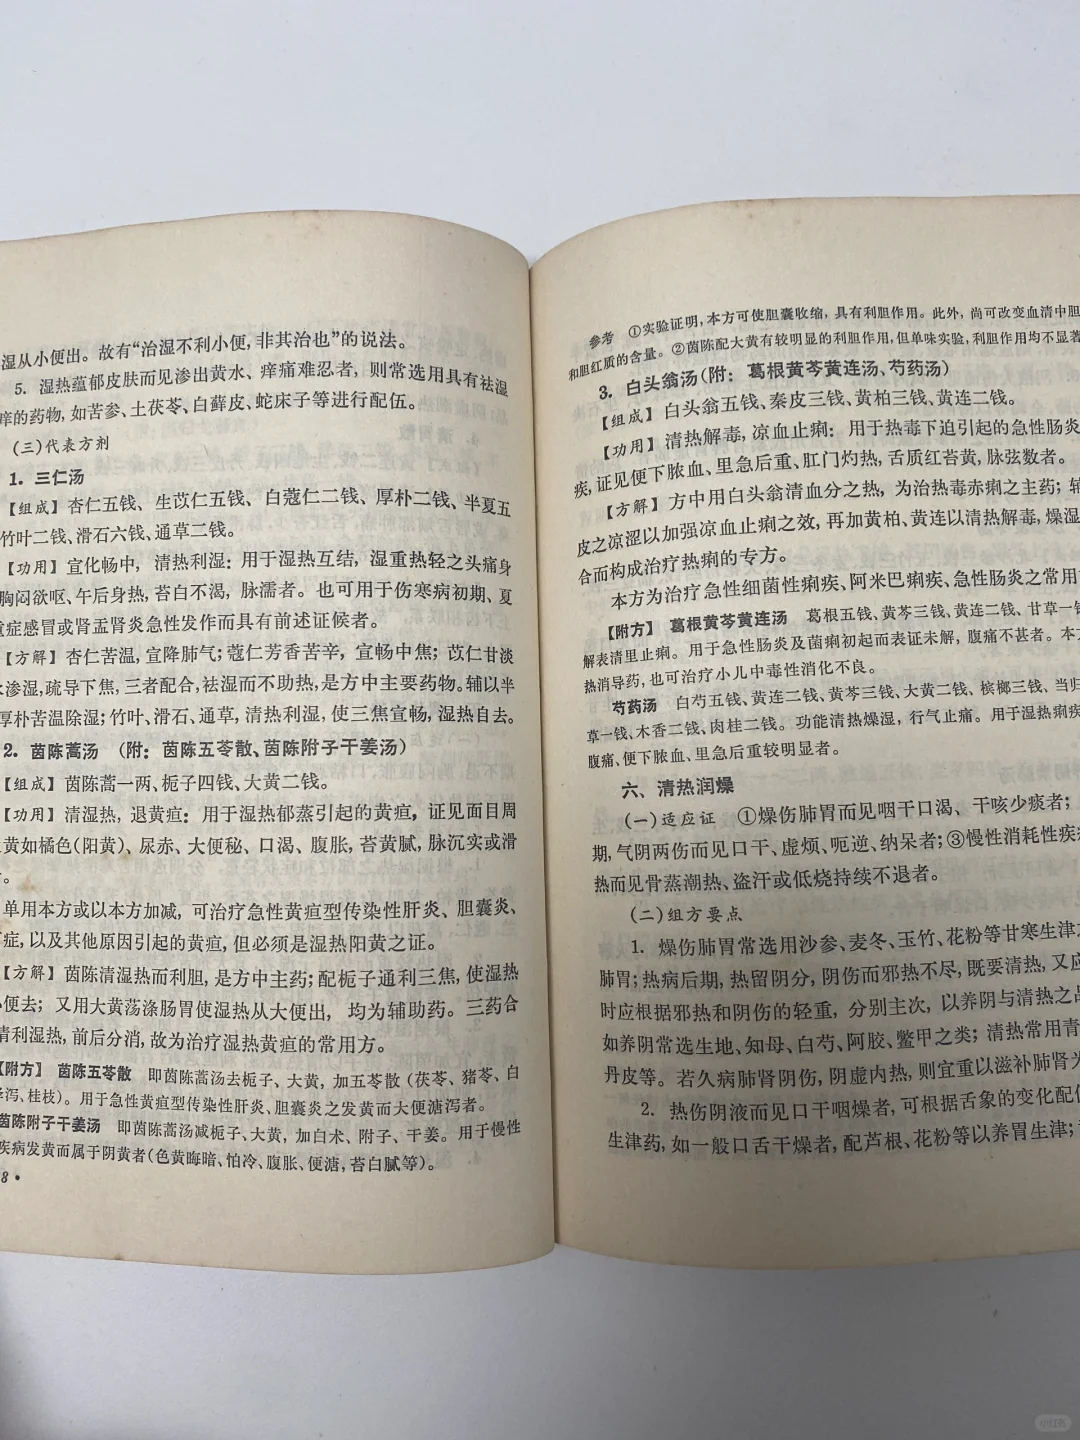 湿从小便出。故有“治湿不利小便，非其治也”的说法。
5. 湿热蕴郁皮肤而见渗出黄水、痒痛难忍者，则常选用具有祛湿
痒的药物，如苦参、土茯苓、白藓皮、蛇床子等进行配伍。
(三)代表方剂
1. 三仁汤
【组成】杏仁五钱、生苡仁五钱、白蔻仁二钱、厚朴二钱、半夏五
竹叶二钱、滑石六钱、通草二钱。
【功用】宣化畅中，清热利湿：用于湿热互结，湿重热轻之头痛身
胸闷欲呕、午后身热，苔白不渴，脉濡者。也可用于伤寒病初期、夏
重症感冒或肾盂肾炎急性发作而具有前述证候者。
【方解】杏仁苦温，宣降肺气；蔻仁芳香苦辛，宣畅中焦；苡仁甘淡
渗湿，疏导下焦，三者配合，祛湿而不助热，是方中主要药物。辅以半
厚朴苦温除湿；竹叶、滑石、通草，清热利湿，使三焦宣畅，湿热自去。
2. 茵陈蒿汤 （附：茵陈五苓散、茵陈附子干姜汤）
【组成】茵陈蒿一两、栀子四钱、大黄二钱。
【功用】清湿热，退黄疸：用于湿热郁蒸引起的黄疸，证见面目周
黄如橘色(阳黄)、尿赤、大便秘、口渴、腹胀，苔黄腻，脉沉实或滑
。
单用本方或以本方加减，可治疗急性黄疸型传染性肝炎、胆囊炎、
症，以及其他原因引起的黄疸，但必须是湿热阳黄之证。
【方解】茵陈清湿热而利胆，是方中主药；配栀子通利三焦，使湿热
便去；又用大黄荡涤肠胃使湿热从大便出，均为辅助药。三药合
清利湿热，前后分消，故为治疗湿热黄疸的常用方。
【附方】 茵陈五苓散 即茵陈蒿汤去栀子、大黄，加五苓散（茯苓、猪苓、白
泽泻、桂枝）。用于急性黄疸型传染性肝炎、胆囊炎之发黄而大便溏泻者。
茵陈附子干姜汤 即茵陈蒿汤减栀子、大黄，加白术、附子、干姜。用于慢性
疾病发黄而属于阴黄者(色黄晦暗、怕冷、腹胀、便溏，苔白腻等)。
8·
参考 ①实验证明，本方可使胆囊收缩，具有利胆作用。此外，尚可改变血清中胆
和胆红质的含量。②茵陈配大黄有较明显的利胆作用，但单味实验，利胆作用均不显著
3. 白头翁汤(附：葛根黄芩黄连汤、芍药汤)
【组成】白头翁五钱、秦皮三钱、黄柏三钱、黄连二钱。
【功用】清热解毒，凉血止痢：用于热毒下迫引起的急性肠炎
疾，证见便下脓血、里急后重、肛门灼热，舌质红苔黄，脉弦数者。
【方解】方中用白头翁清血分之热，为治热毒赤痢之主药；辅
皮之凉涩以加强凉血止痢之效，再加黄柏、黄连以清热解毒，燥湿
合而构成治疗热痢的专方。
本方为治疗急性细菌性痢疾、阿米巴痢疾、急性肠炎之常用
【附方】 葛根黄芩黄连汤 葛根五钱、黄芩三钱、黄连二钱、甘草一钱
解表清里止痢。用于急性肠炎及菌痢初起而表证未解，腹痛不甚者。本
热消导药，也可治疗小儿中毒性消化不良。
芍药汤 白芍五钱、黄连二钱、黄芩三钱、大黄二钱、槟榔三钱、当归
草一钱、木香二钱、肉桂二钱。功能清热燥湿，行气止痛。用于湿热痢疾
腹痛、便下脓血、里急后重较明显者。
六、清热润燥
(一)适应证 ①燥伤肺胃而见咽干口渴、干咳少痰者；
期，气阴两伤而见口干、虚烦、呃逆、纳呆者；③慢性消耗性疾
热而见骨蒸潮热、盗汗或低烧持续不退者。
(二)组方要点
1. 燥伤肺胃常选用沙参、麦冬、玉竹、花粉等甘寒生津
肺胃；热病后期，热留阴分，阴伤而邪热不尽，既要清热，又应
时应根据邪热和阴伤的轻重，分别主次，以养阴与清热之品
如养阴常选生地、知母、白芍、阿胶、鳖甲之类；清热常用青
丹皮等。若久病肺肾阴伤，阴虚内热，则宜重以滋补肺肾为
2. 热伤阴液而见口干咽燥者，可根据舌象的变化配伍
生津药，如一般口舌干燥者，配芦根、花粉等以养胃生津；
小红书